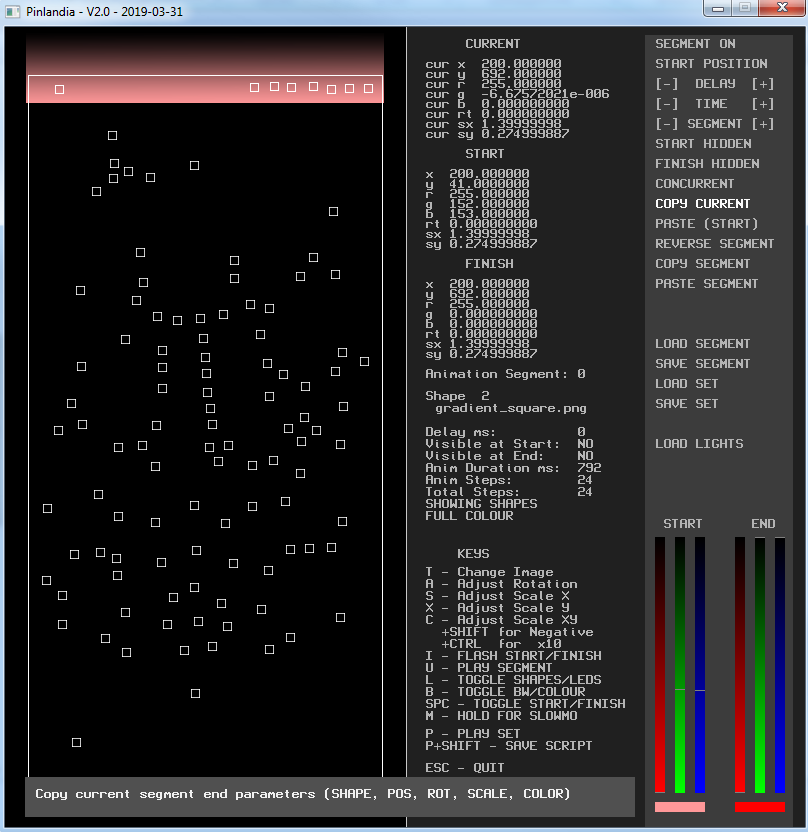 Pinlandia - V2.0 - 2019-03-31
CURRENT
cur x 200.000000
cur y 692.000000
cur r 255.000000
cur g -6.67572021e-006
cur b 0.000000000
cur rt 0.000000000
cur sx 1.39999998
cur sy 0.274999887
START
x 200.000000
y 41.0000000
r 255.000000
g 152.000000
b 153.000000
rt 0.000000000
sx 1.39999998
sy 0.274999887
FINISH
x 200.000000
y 692.000000
r 255.000000
g 0.000000000
b 0.000000000
rt 0.000000000
sx 1.39999998
sy 0.274999887
Animation Segment: 0
Shape 2
gradient_square.png
Delay ms: 0
Visible at Start: NO
Visible at End: NO
Anim Duration ms: 792
Anim Steps: 24
Total Steps: 24
SHOWING SHAPES
FULL COLOUR
KEYS
T - Change Image
A - Adjust Rotation
S - Adjust Scale X
X - Adjust Scale Y
C - Adjust Scale XY
+SHIFT for Negative
+CTRL for x10
I - FLASH START/FINISH
U - PLAY SEGMENT
L - TOGGLE SHAPES/LEDS
B - TOGGLE BW/COLOUR
SPC - TOGGLE START/FINISH
M - HOLD FOR SLOWMO
P - PLAY SET
P+SHIFT - SAVE SCRIPT
ESC - QUIT
SEGMENT ON
START POSITION
[-] DELAY [+]
[-] TIME [+]
[-] SEGMENT [+]
START HIDDEN
FINISH HIDDEN
CONCURRENT
COPY CURRENT
PASTE (START)
REVERSE SEGMENT
COPY SEGMENT
PASTE SEGMENT
LOAD SEGMENT
SAVE SEGMENT
LOAD SET
SAVE SET
LOAD LIGHTS
START END
Copy current segment end parameters (SHAPE, POS, ROT, SCALE, COLOR)